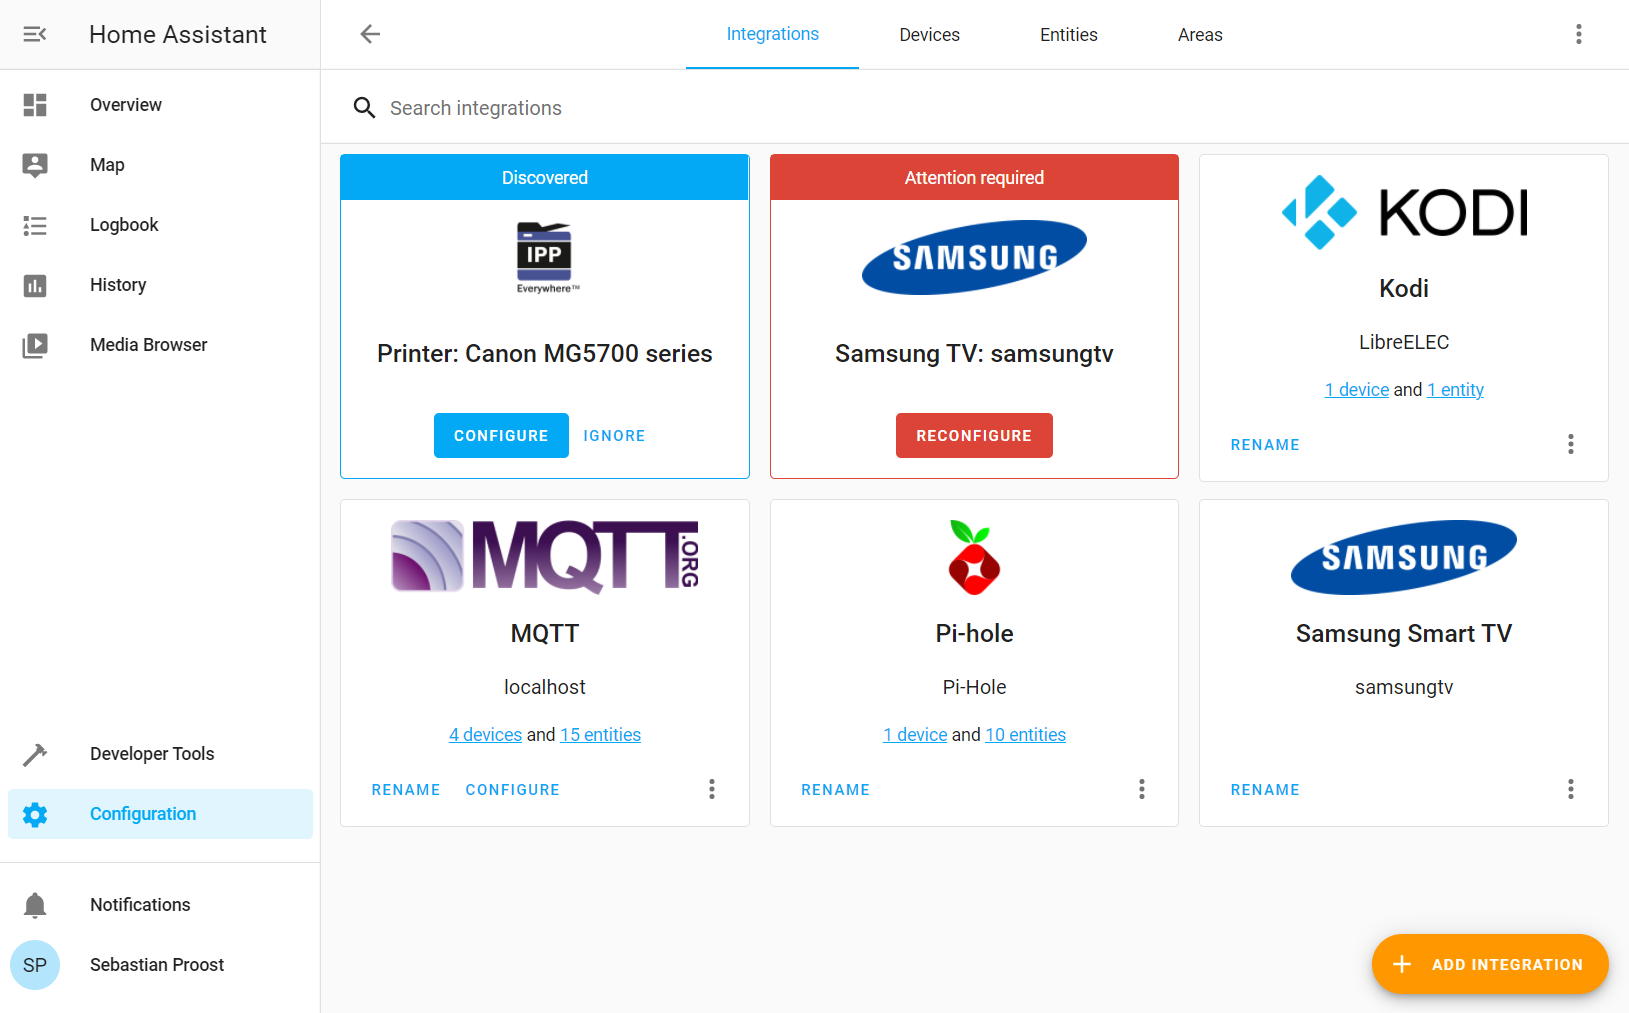 Home Assistant
Overview
Map
Logbook
History
Media Browser
Developer Tools
Configuration
Notifications
SP
Sebastian Proost
Integrations
Devices
Entities
Areas
Search integrations
Discovered
IPP
Everywhere™
Printer: Canon MG5700 series
CONFIGURE
IGNORE
Attention required
SAMSUNG
Samsung TV: samsungtv
RECONFIGURE
KODI
Kodi
LibreELEC
1 device and 1 entity
RENAME
MQTT.ORG
MQTT
localhost
4 devices and 15 entities
RENAME
CONFIGURE
Pi-hole
Pi-Hole
1 device and 10 entities
RENAME
SAMSUNG
Samsung Smart TV
samsungtv
RENAME
ADD INTEGRATION